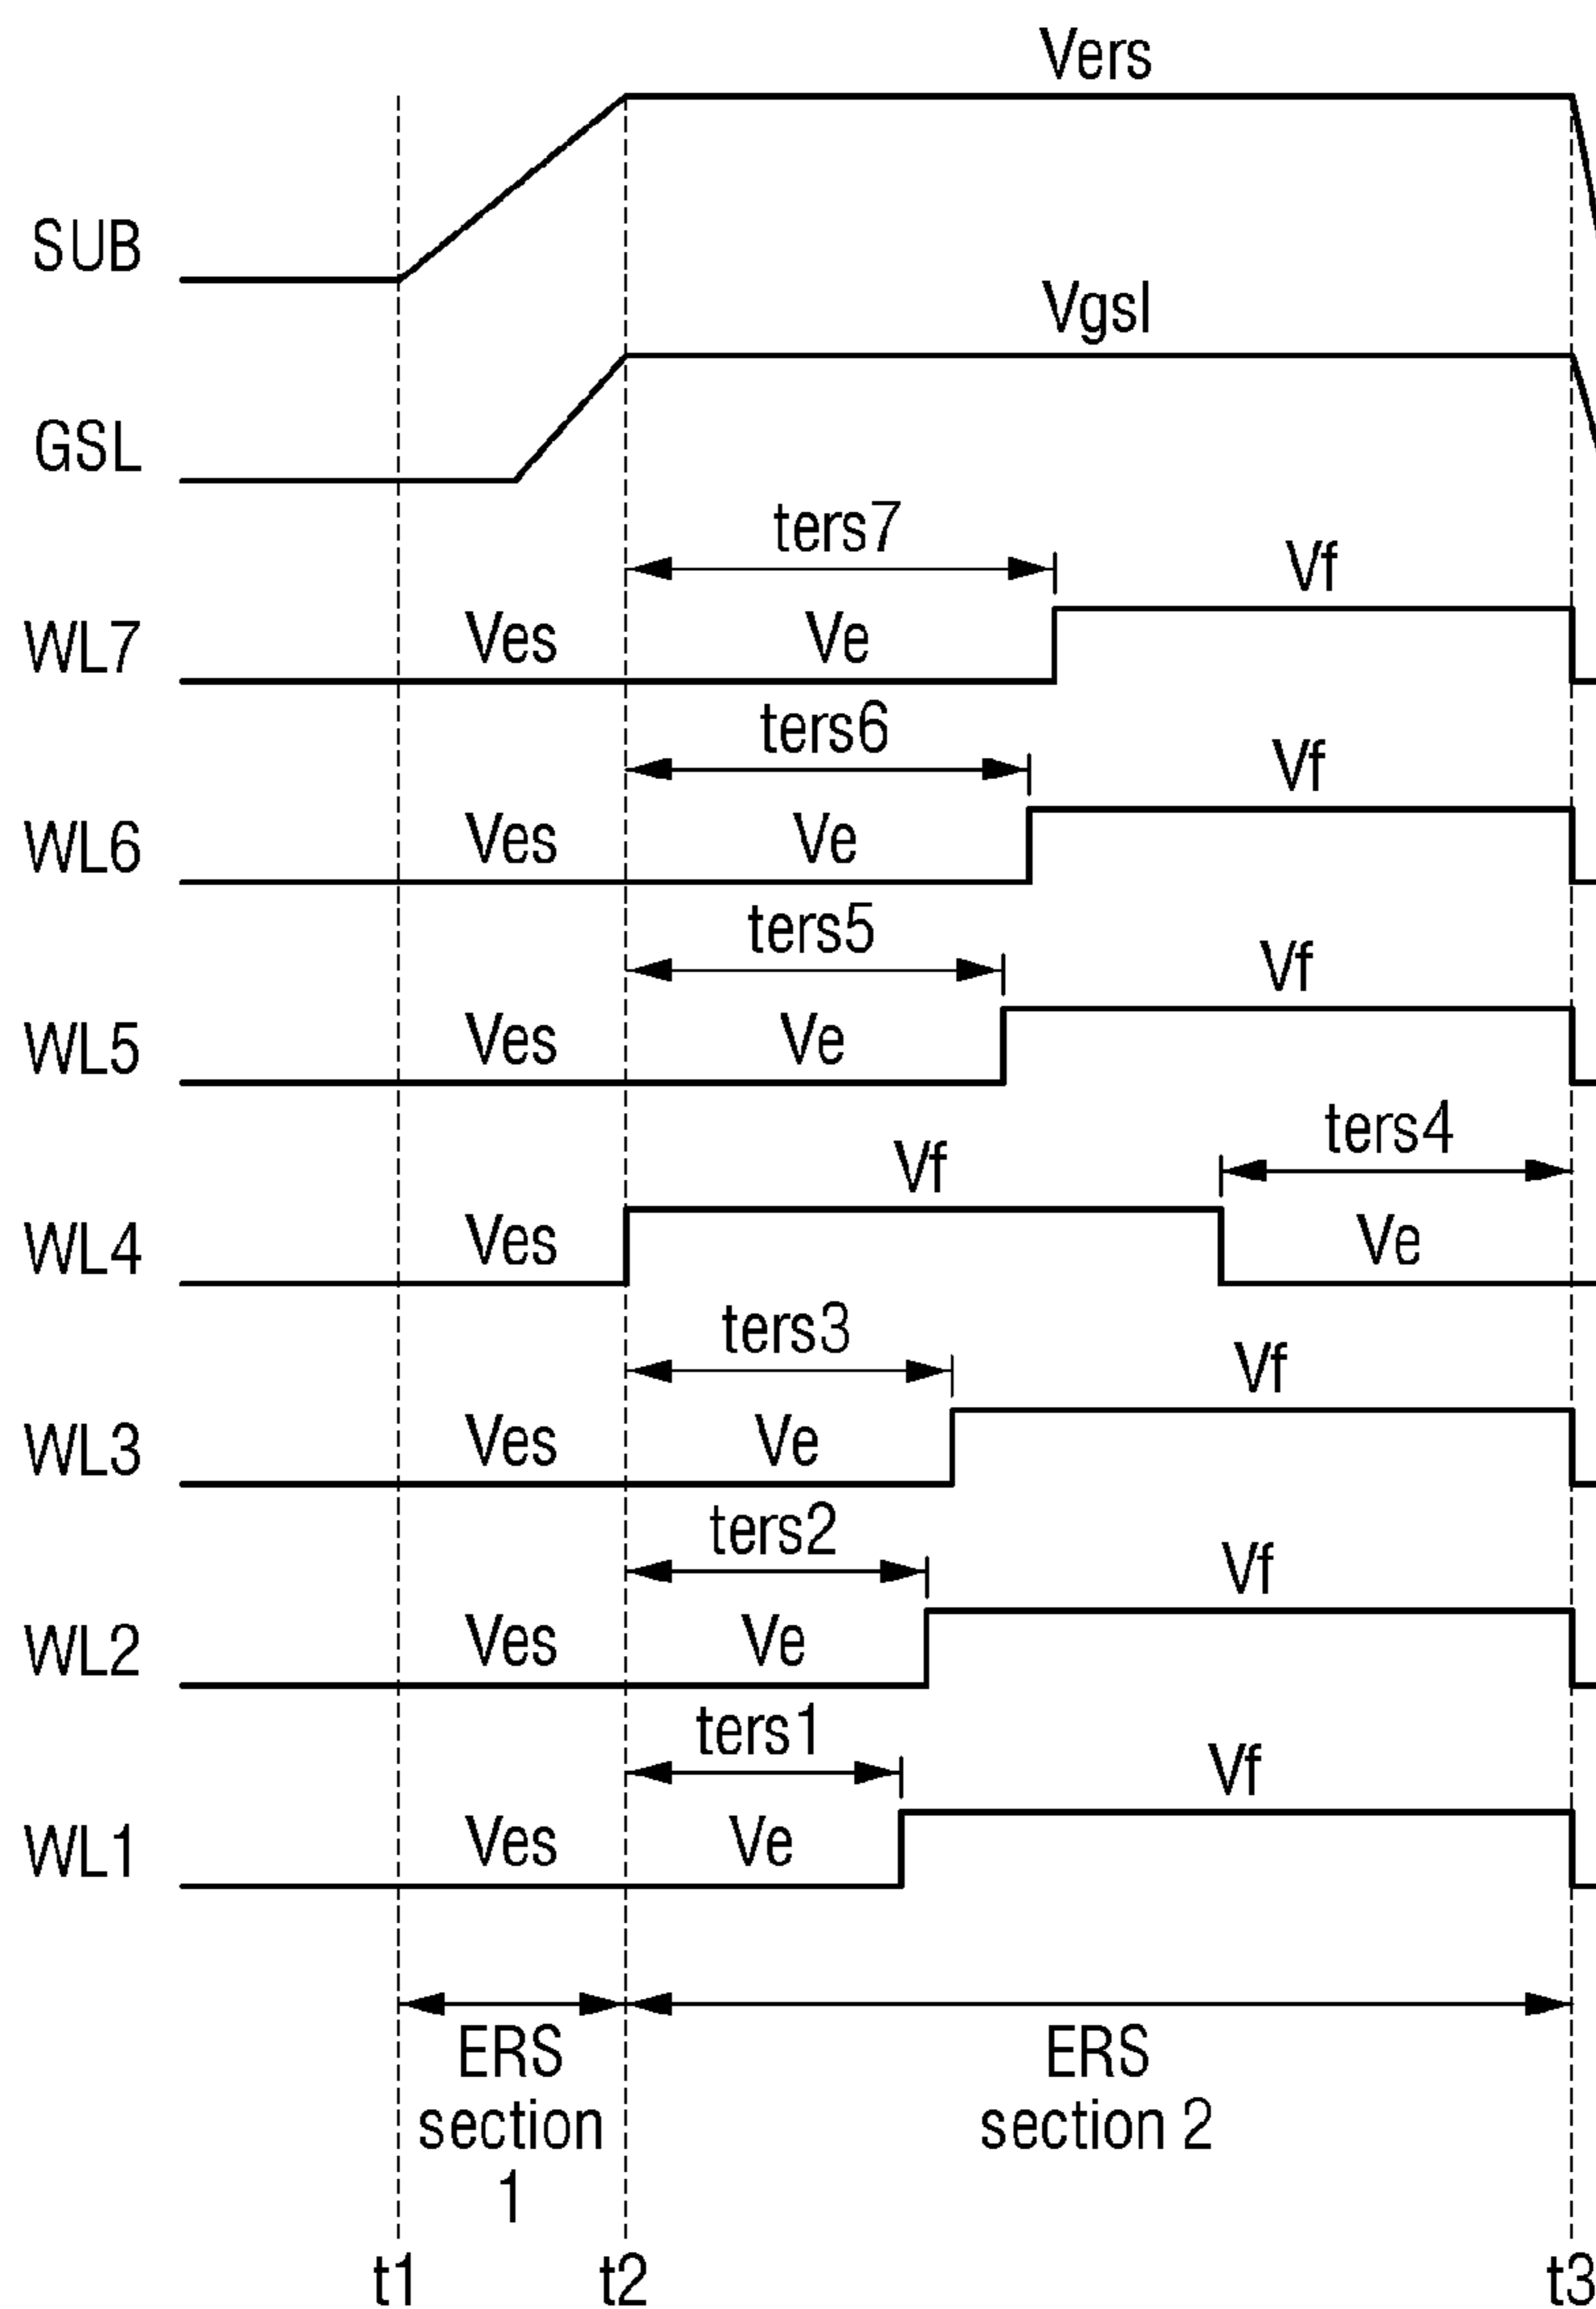 Vers
SUB
Vgsl
GSL
ters7
Vf
WL7 Ves Ve
ters6
Vf
WL6 Ves Ve
ters5
Vf
WL5 Ves Ve
ters4
Vf
WL4 Ves Ve
ters3
Vf
WL3 Ves Ve
ters2
Vf
WL2 Ves Ve
ters1
Vf
WL1 Ves Ve
ERS section 1
ERS section 2
t1 t2 t3